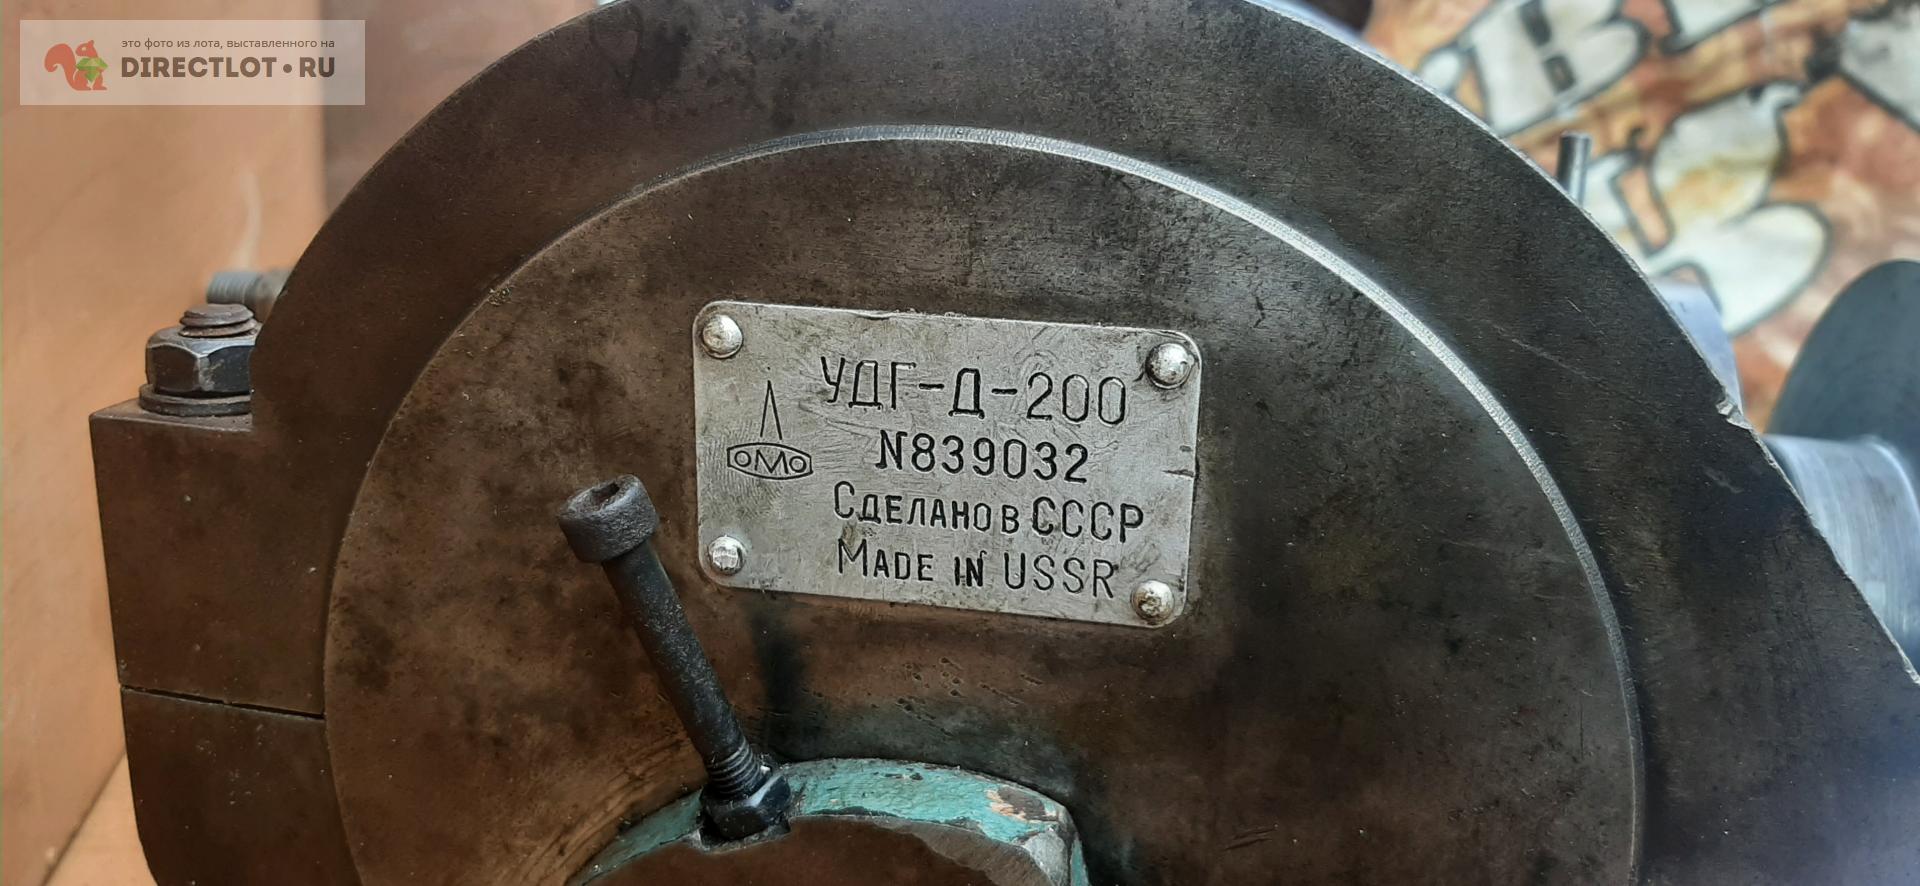 это фото из лота, выставленного на
DIRECTLOT•RU
УДГ-Д-200
N839032
ОМО
СДЕЛАНО В СССР
MADE IN USSR